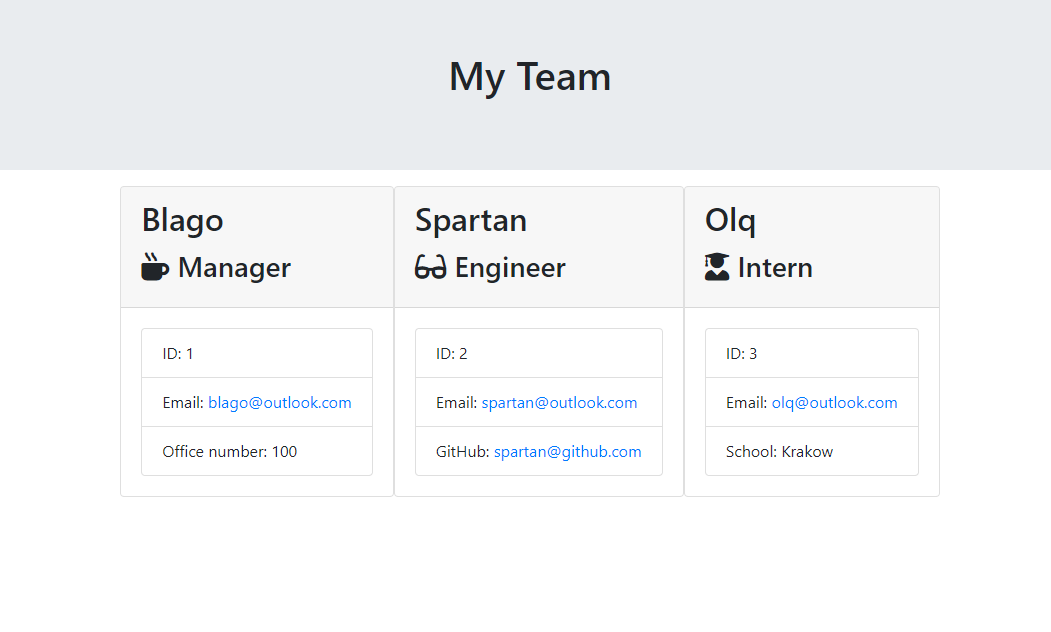 My Team
Blago
Manager
ID: 1
Email: blago@outlook.com
Office number: 100
Spartan
Engineer
ID: 2
Email: spartan@outlook.com
GitHub: spartan@github.com
Olq
Intern
ID: 3
Email: olq@outlook.com
School: Krakow